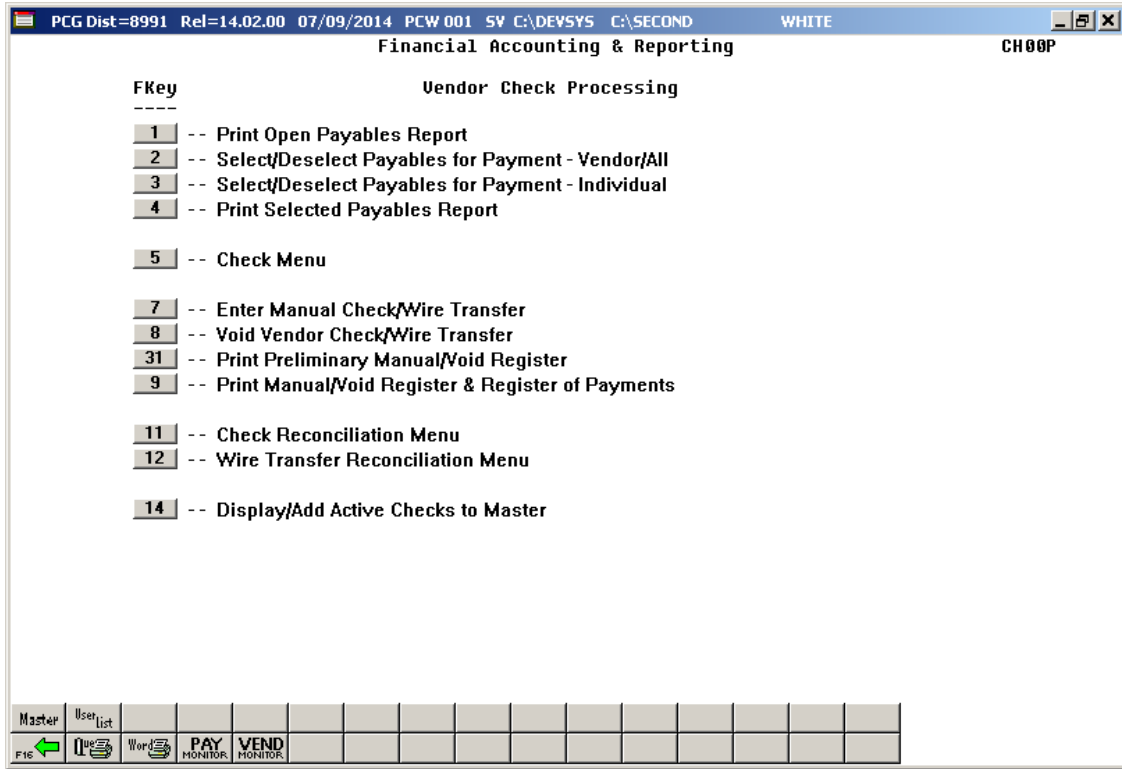 PCG Dist=8991 Rel=14.02.00 07/09/2014 PCW 001 SV C:\DEVSYS C:\SECOND WHITE
Financial Accounting & Reporting CH00P
FKey Vendor Check Processing
----
1 -- Print Open Payables Report
2 -- Select/Deselect Payables for Payment - Vendor/All
3 -- Select/Deselect Payables for Payment - Individual
4 -- Print Selected Payables Report
5 -- Check Menu
7 -- Enter Manual Check/Wire Transfer
8 -- Void Vendor Check/Wire Transfer
31 -- Print Preliminary Manual/Void Register
9 -- Print Manual/Void Register & Register of Payments
11 -- Check Reconciliation Menu
12 -- Wire Transfer Reconciliation Menu
14 -- Display/Add Active Checks to Master
Master User List
F16 Que Word PAY MONITOR VEND MONITOR